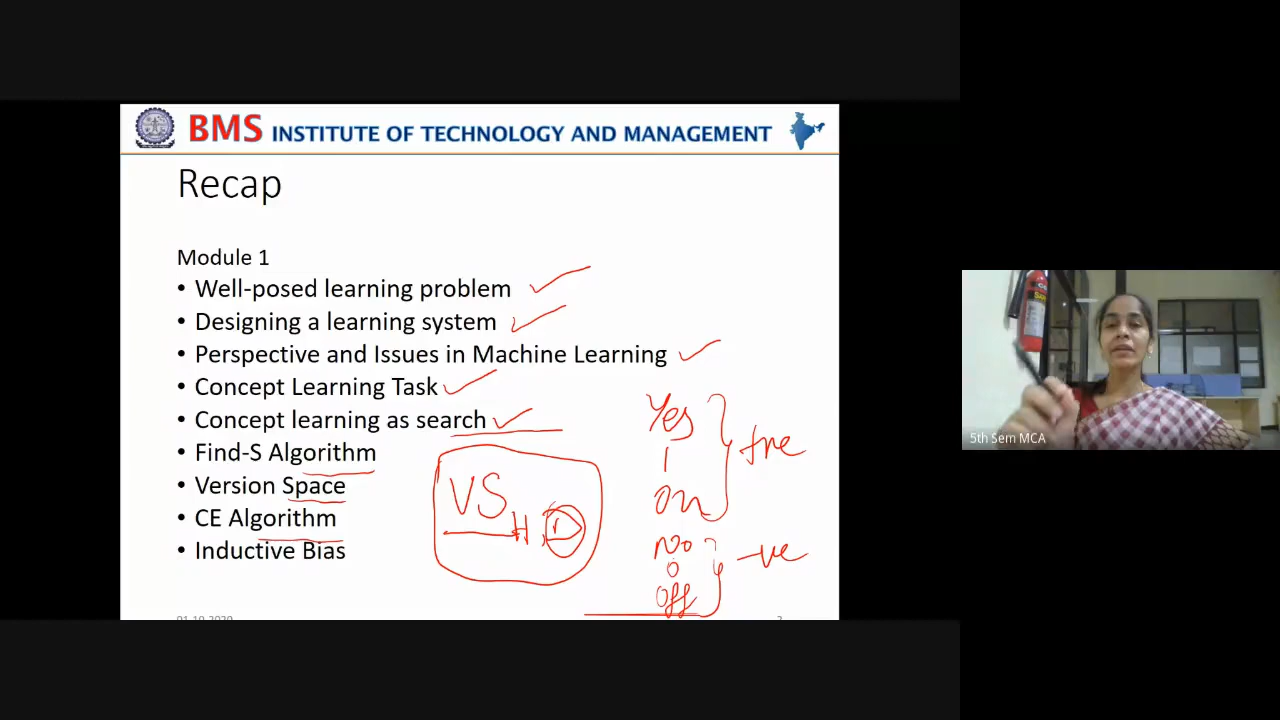 BMS INSTITUTE OF TECHNOLOGY AND MANAGEMENT
Recap
Module 1
• Well-posed learning problem
• Designing a learning system
• Perspective and Issues in Machine Learning
• Concept Learning Task
• Concept learning as search
• Find-S Algorithm
• Version Space
• CE Algorithm
• Inductive Bias
VS H, D
Yes
1
ON
+ve
No
0
Off
-ve
5th Sem MCA